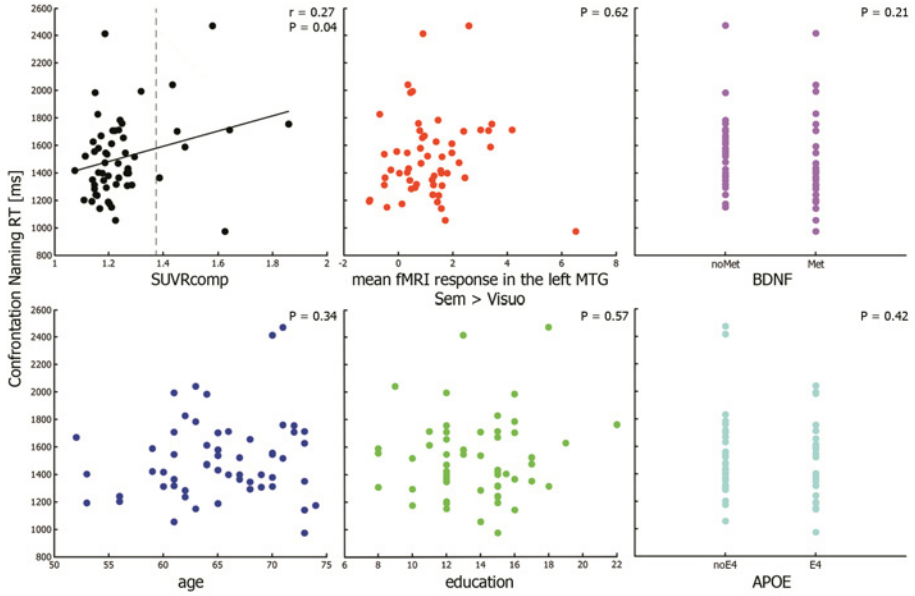 Confrontation Naming RT [ms]
2600
2400
2200
2000
1800
1600
1400
1200
1000
800
r = 0.27
P = 0.04
1 1.2 1.4 1.6 1.8 2
SUVRcomp
P = 0.62
-2 0 2 4 6 8
mean fMRI response in the left MTG
Sem > Visuo
P = 0.21
noMet Met
BDNF
2600
2400
2200
2000
1800
1600
1400
1200
1000
800
P = 0.34
50 55 60 65 70 75
age
P = 0.57
6 8 10 12 14 16 18 20 22
education
P = 0.42
noE4 E4
APOE